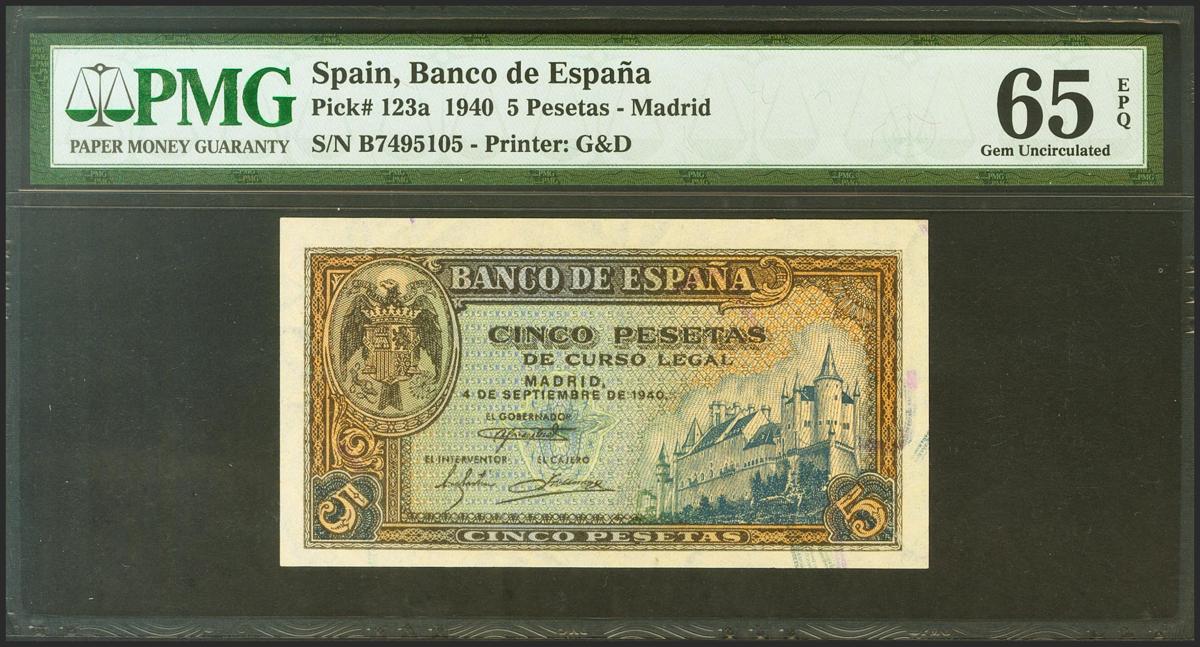 PMG
PAPER MONEY GUARANTY
Spain, Banco de España
Pick# 123a 1940 5 Pesetas - Madrid
S/N B7495105 - Printer: G&D
65
EPQ
Gem Uncirculated
BANCO DE ESPAÑA
CINCO PESETAS
DE CURSO LEGAL
MADRID,
4 DE SEPTIEMBRE DE 1940.
EL GOBERNADOR
EL INTERVENTOR EL CAJERO
5 5
CINCO PESETAS